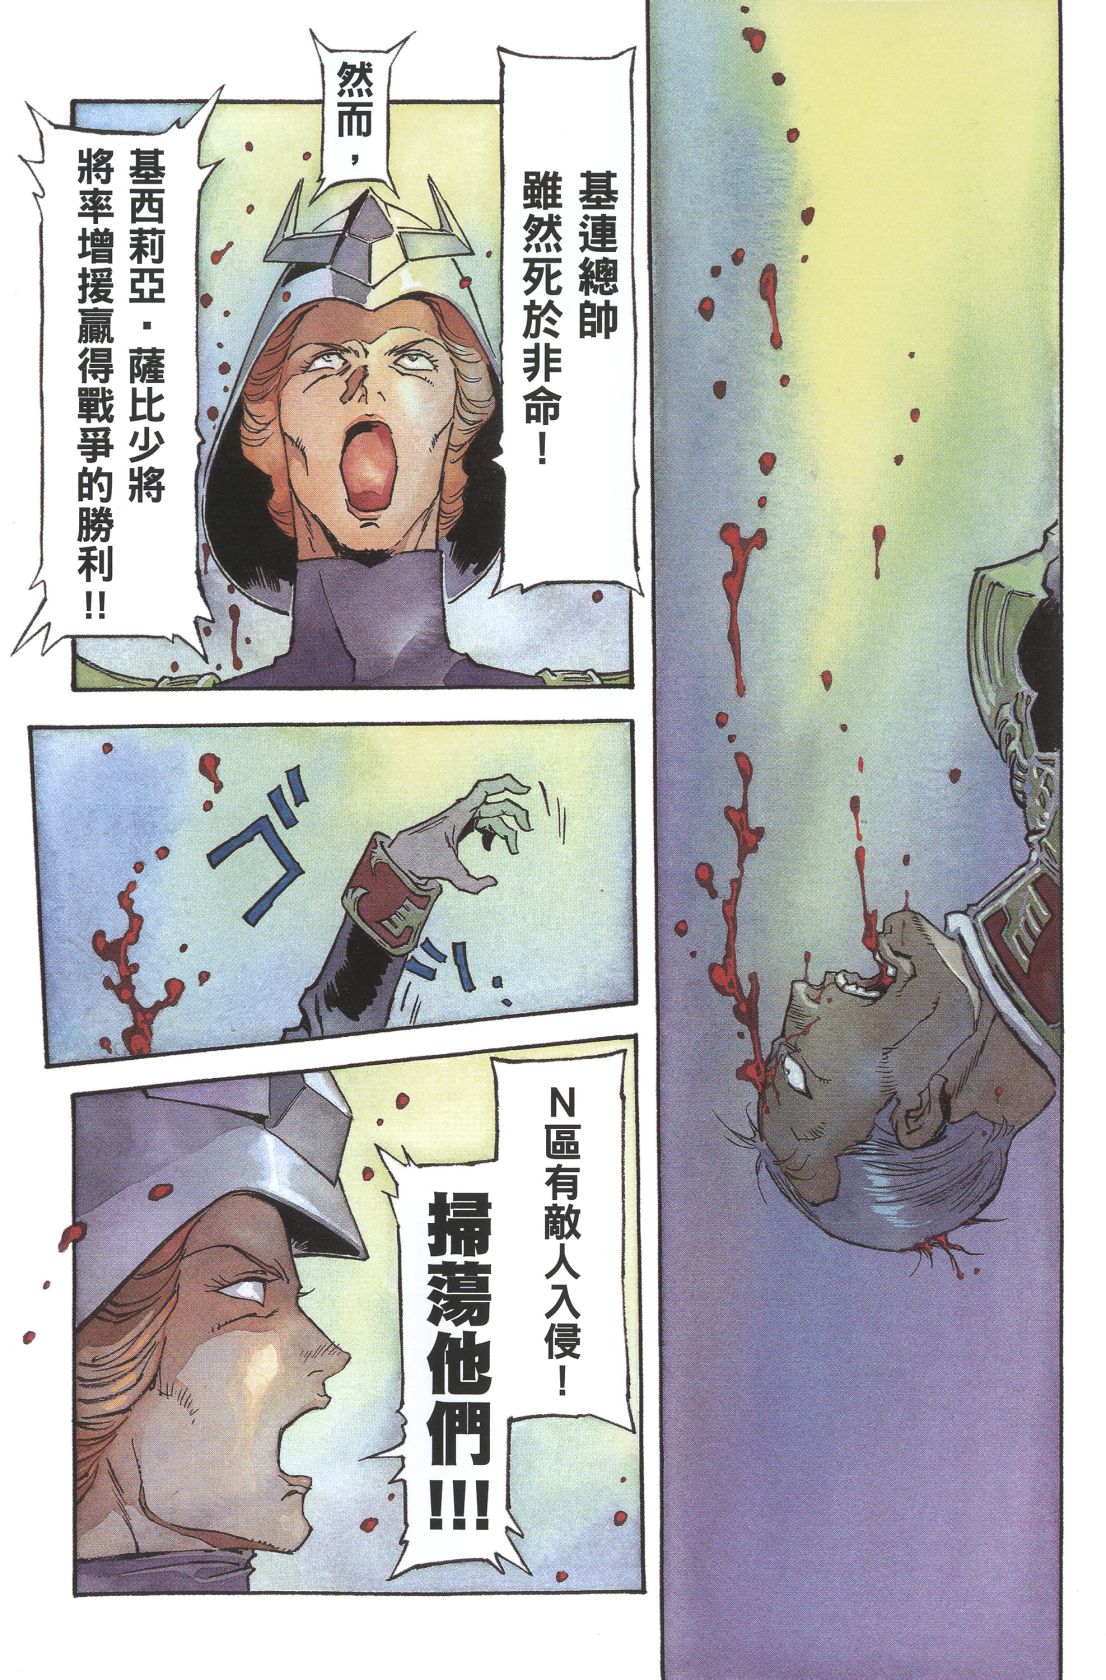 基連總帥
雖然死於非命！
然而，
基西莉亞·薩比少將
將率增援贏得戰爭的勝利!!
ゴ
ツ
N區有敵人入侵！
掃蕩他們!!!